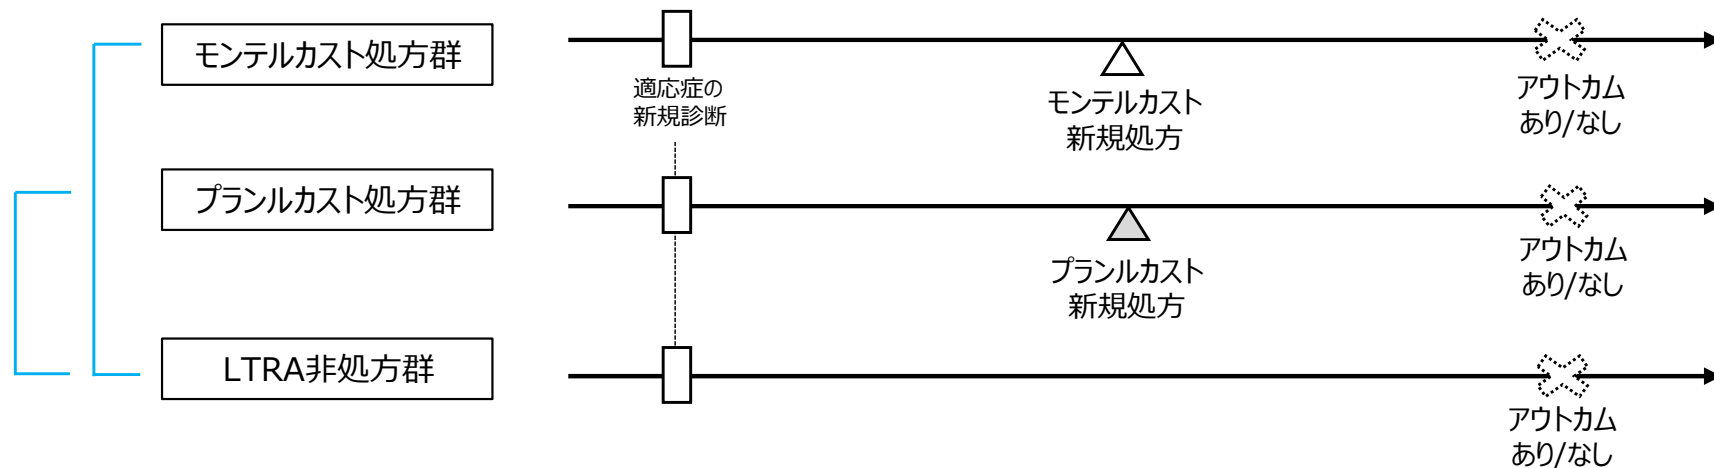 モンテルカスト処方群
適応症の
新規診断
モンテルカスト
新規処方
アウトカム
あり/なし
プランルカスト処方群
プランルカスト
新規処方
アウトカム
あり/なし
LTRA非処方群
アウトカム
あり/なし